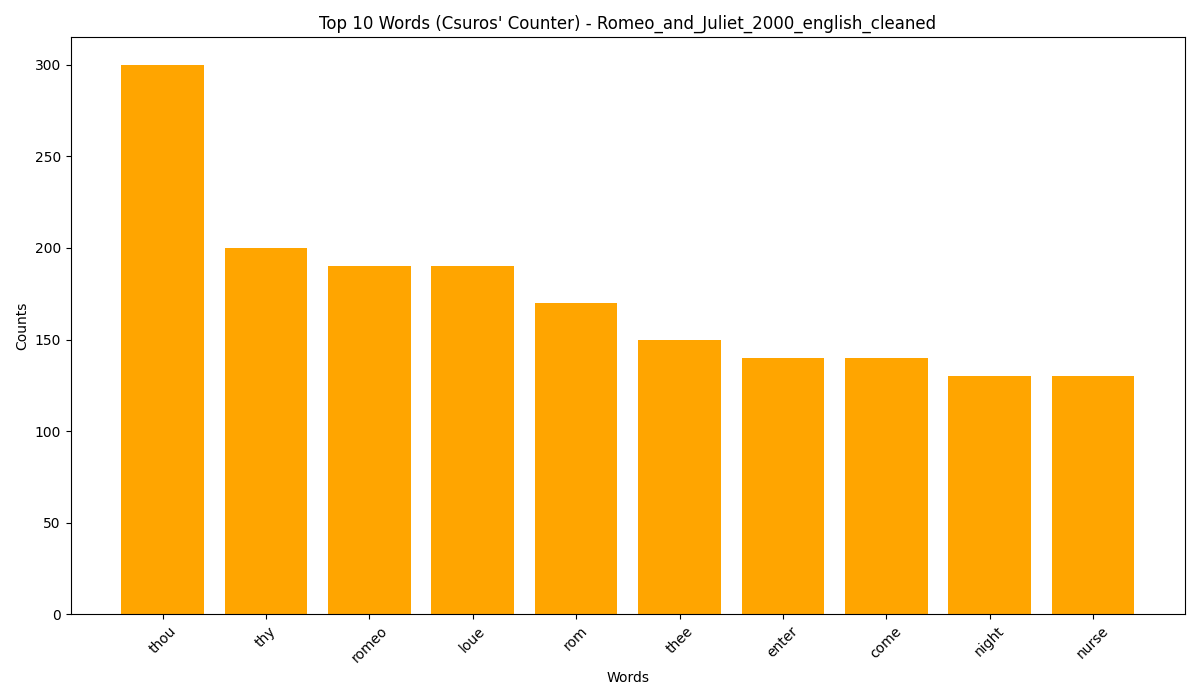 Top 10 Words (Csuros' Counter) - Romeo_and_Juliet_2000_english_cleaned
Counts
300
250
200
150
100
50
0
thou thy romeo loue rom thee enter come night nurse
Words